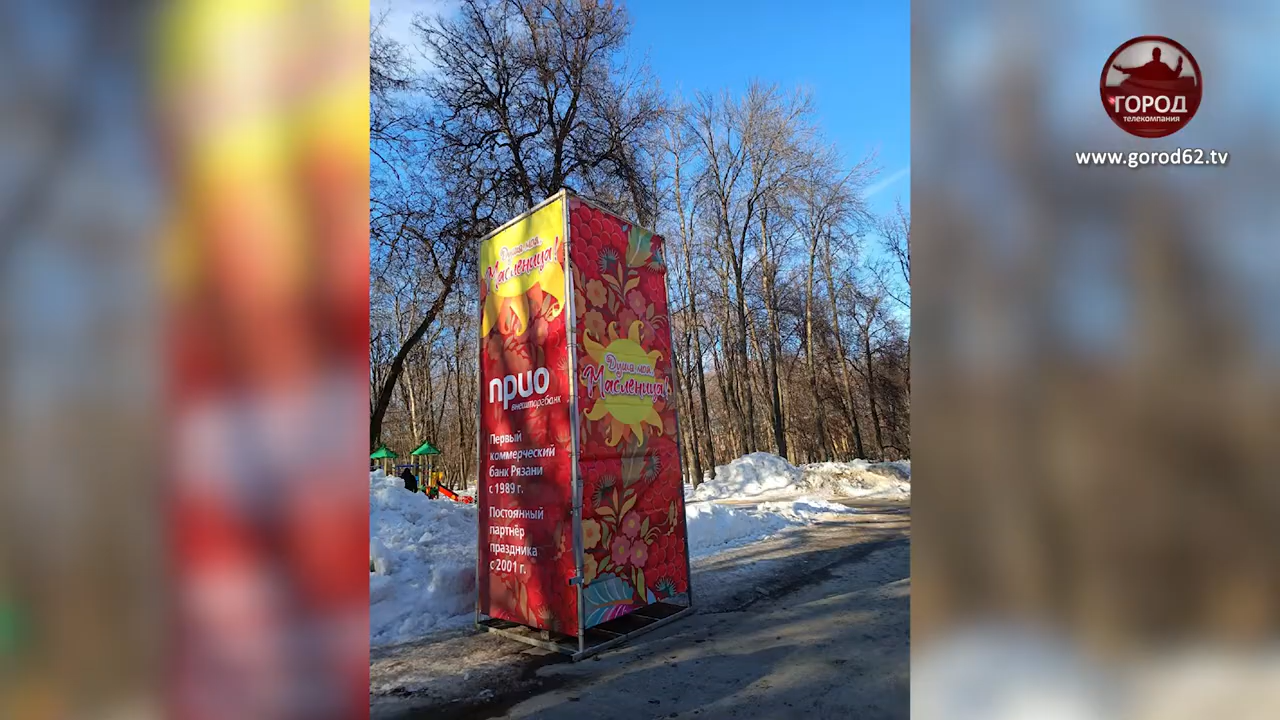 Душа моя,
Масленица!
прио
внешторгбанк
Первый
коммерческий
банк Рязани
с 1989 г.
Постоянный
партнёр
праздника
с 2001 г.
Душа моя,
Масленица!
ГОРОД
телекомпания
www.gorod62.tv